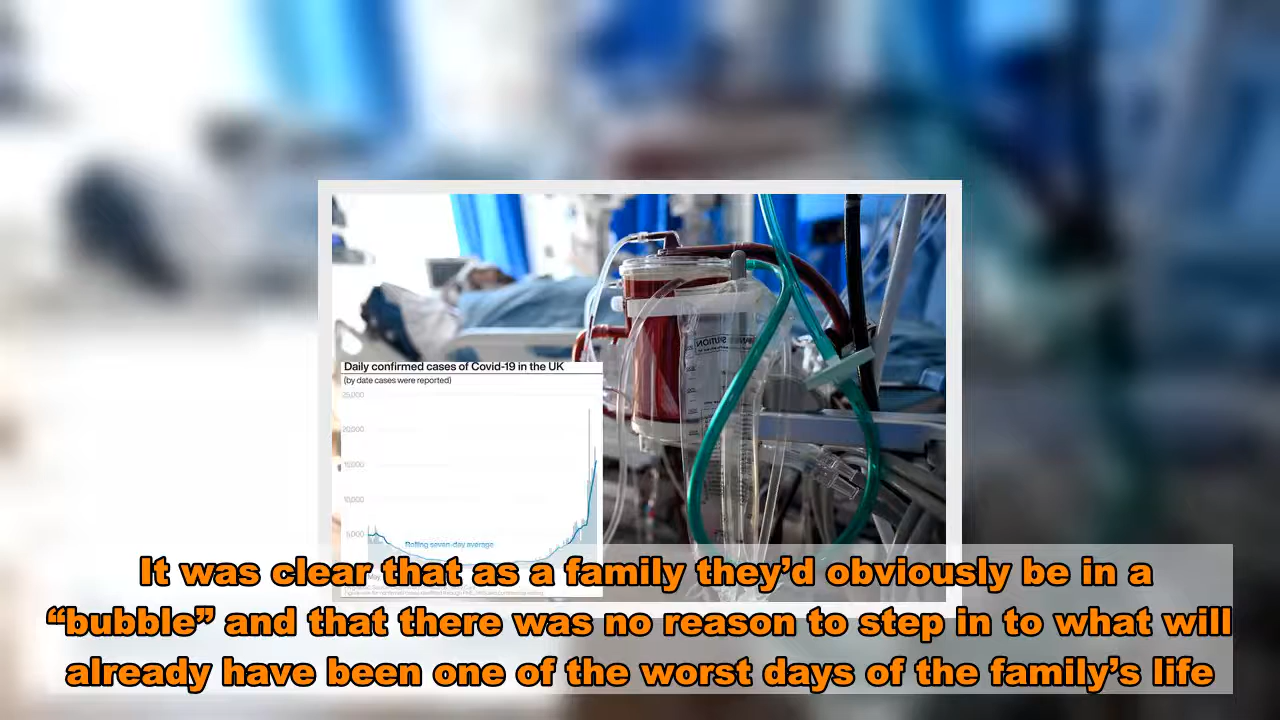 Daily confirmed cases of Covid-19 in the UK
(by date cases were reported)
25,000
20,000
10,000
5,000
Rolling seven-day average
May
It was clear that as a family they’d obviously be in a
“bubble” and that there was no reason to step in to what will
already have been one of the worst days of the family’s life